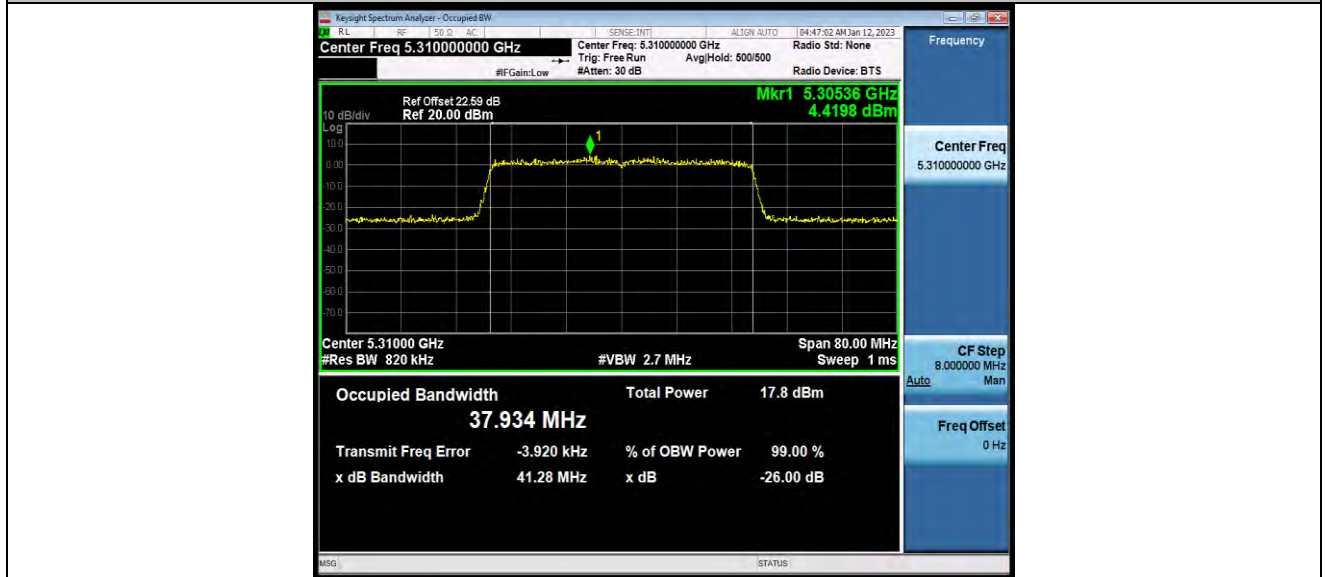 Keysight Spectrum Analyzer - Occupied BW
RL RF 50 Ω AC SENSE:INT ALIGN AUTO 04:47:02 AM Jan 12, 2023
Center Freq 5.310000000 GHz
Center Freq: 5.310000000 GHz
Radio Std: None
Trig: Free Run Avg|Hold: 500/500
#IFGain:Low #Atten: 30 dB Radio Device: BTS
Frequency
Mkr1 5.30536 GHz
4.4198 dBm
Ref Offset 22.59 dB
10 dB/div Ref 20.00 dBm
Log
10.0
0.00
-10.0
-20.0
-30.0
-40.0
-50.0
-60.0
-70.0
1
Center 5.31000 GHz Span 80.00 MHz
#Res BW 820 kHz #VBW 2.7 MHz Sweep 1 ms
Occupied Bandwidth Total Power 17.8 dBm
37.934 MHz
Transmit Freq Error -3.920 kHz % of OBW Power 99.00 %
x dB Bandwidth 41.28 MHz x dB -26.00 dB
Center Freq
5.310000000 GHz
CF Step
8.000000 MHz
Auto Man
Freq Offset
0 Hz
MSG STATUS